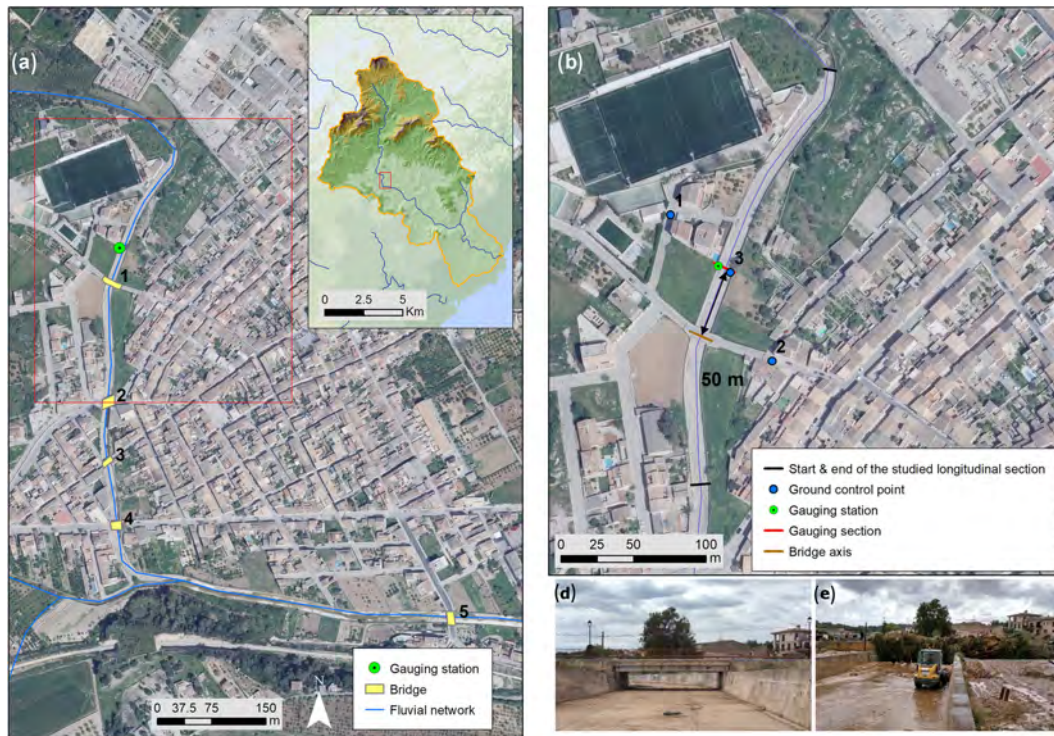 (a)
1
2
3
4
5
0 2.5 5
Km
Gauging station
Bridge
Fluvial network
0 37.5 75 150
m
N
(b)
1
3
2
50 m
Start & end of the studied longitudinal section
Ground control point
Gauging station
Gauging section
Bridge axis
0 25 50 100
m
(d)
(e)